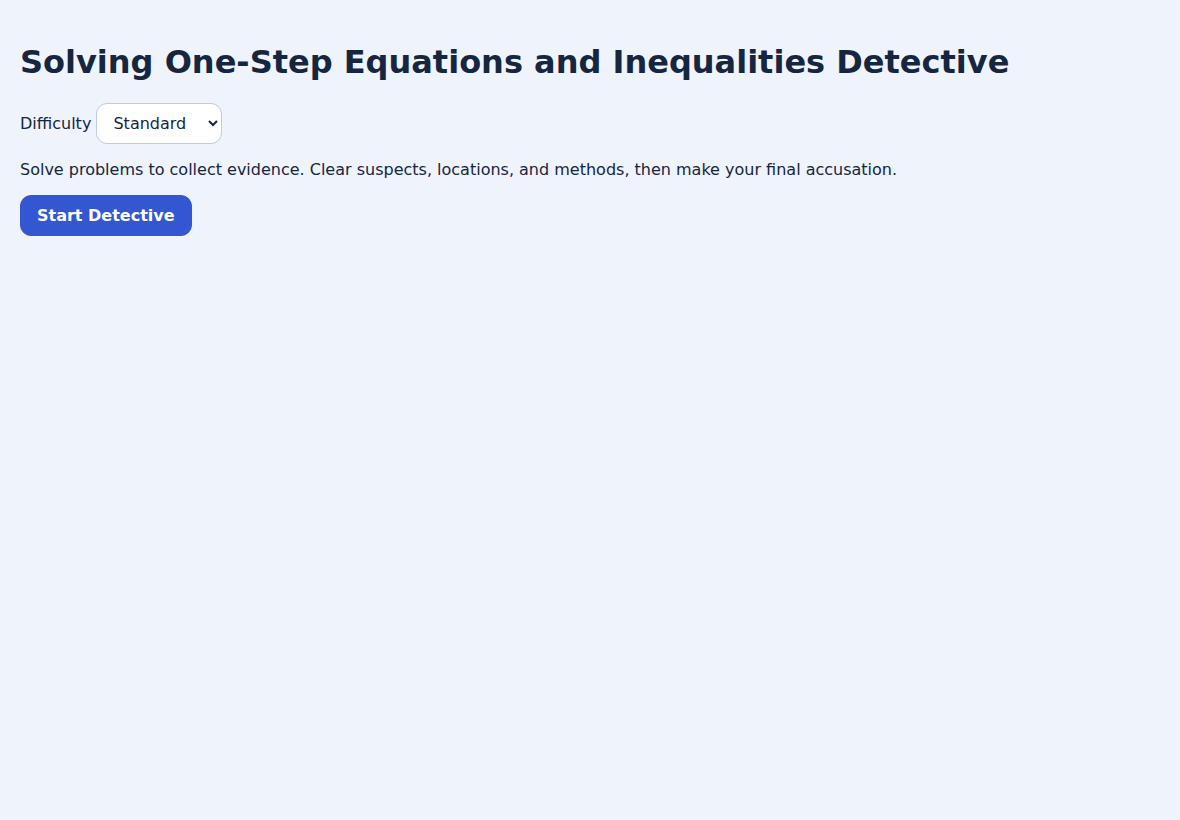 Solving One-Step Equations and Inequalities Detective
Difficulty Standard
Solve problems to collect evidence. Clear suspects, locations, and methods, then make your final accusation.
Start Detective